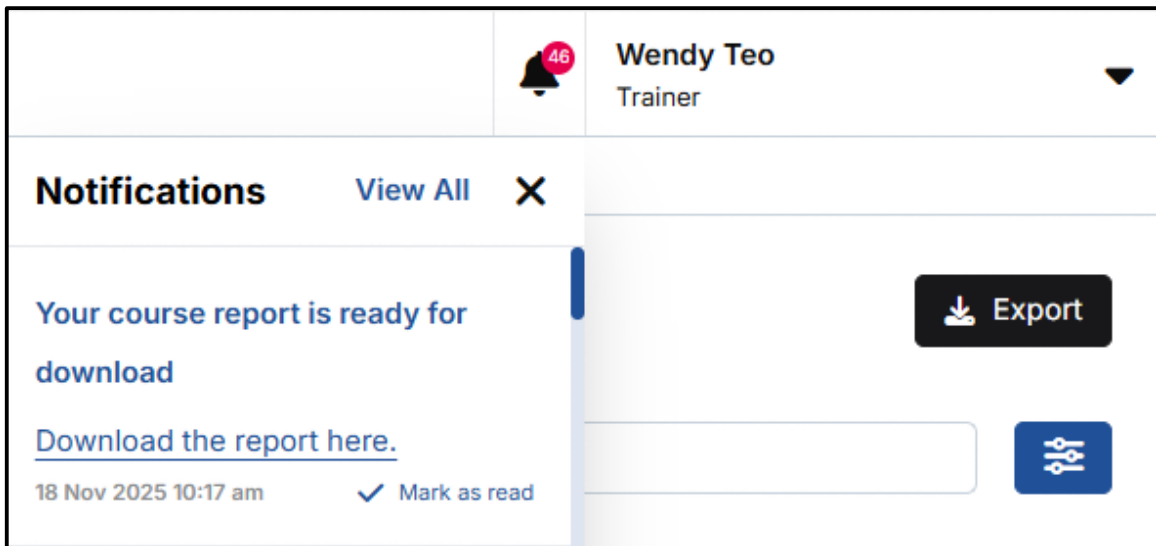 46
Wendy Teo
Trainer
Notifications
View All
Export
Your course report is ready for
download
Download the report here.
18 Nov 2025 10:17 am
Mark as read